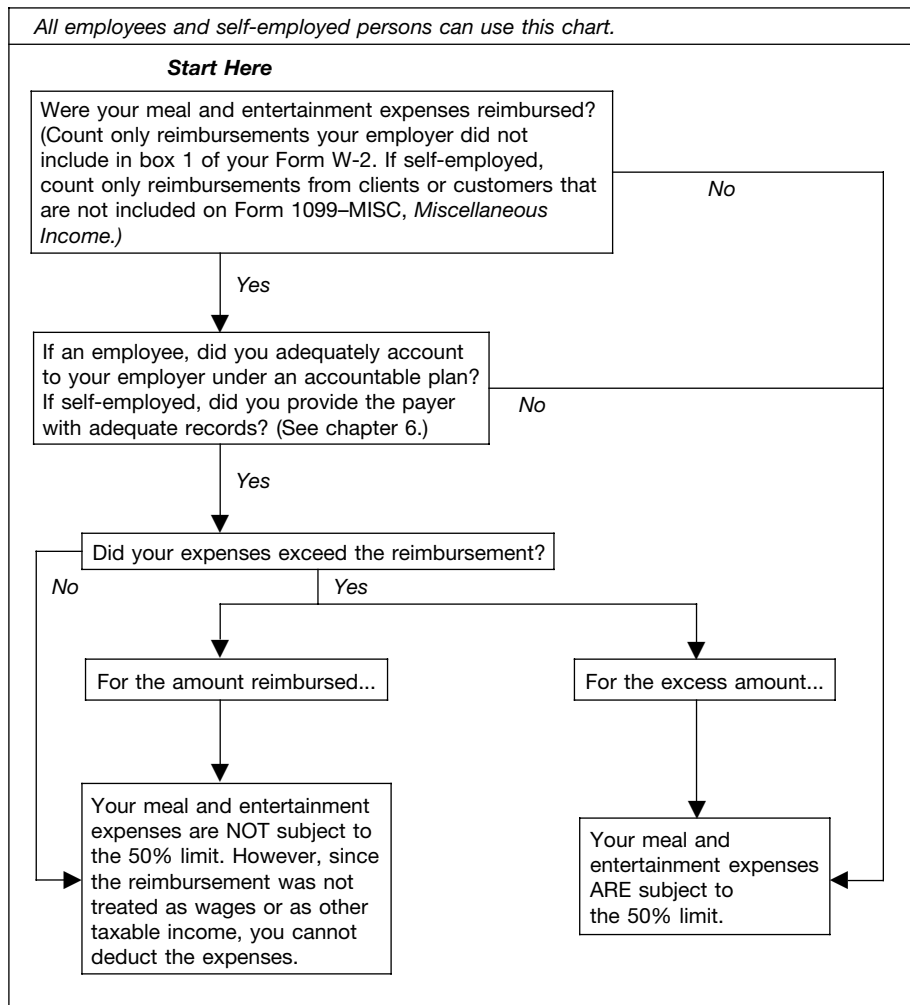 All employees and self-employed persons can use this chart.
Start Here
Were your meal and entertainment expenses reimbursed?
(Count only reimbursements your employer did not
include in box 1 of your Form W-2. If self-employed,
count only reimbursements from clients or customers that
are not included on Form 1099–MISC, Miscellaneous
Income.)
No
Yes
If an employee, did you adequately account
to your employer under an accountable plan?
If self-employed, did you provide the payer
with adequate records? (See chapter 6.)
No
Yes
Did your expenses exceed the reimbursement?
No
Yes
For the amount reimbursed...
For the excess amount...
Your meal and entertainment
expenses are NOT subject to
the 50% limit. However, since
the reimbursement was not
treated as wages or as other
taxable income, you cannot
deduct the expenses.
Your meal and
entertainment expenses
ARE subject to
the 50% limit.